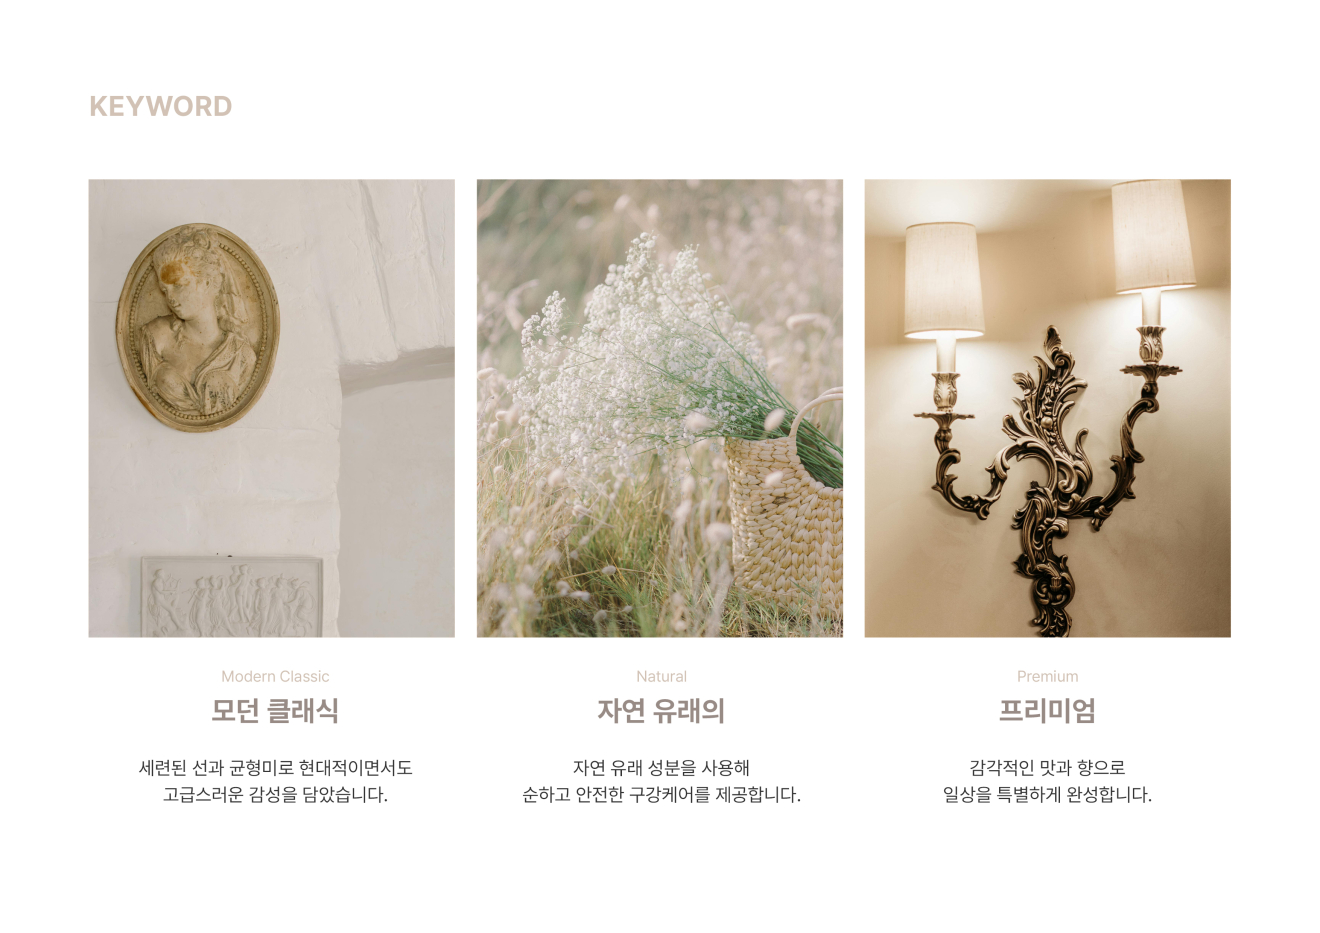 KEYWORD
Modern Classic
모던 클래식
세련된 선과 균형미로 현대적이면서도
고급스러운 감성을 담았습니다.
Natural
자연 유래의
자연 유래 성분을 사용해
순하고 안전한 구강케어를 제공합니다.
Premium
프리미엄
감각적인 맛과 향으로
일상을 특별하게 완성합니다.